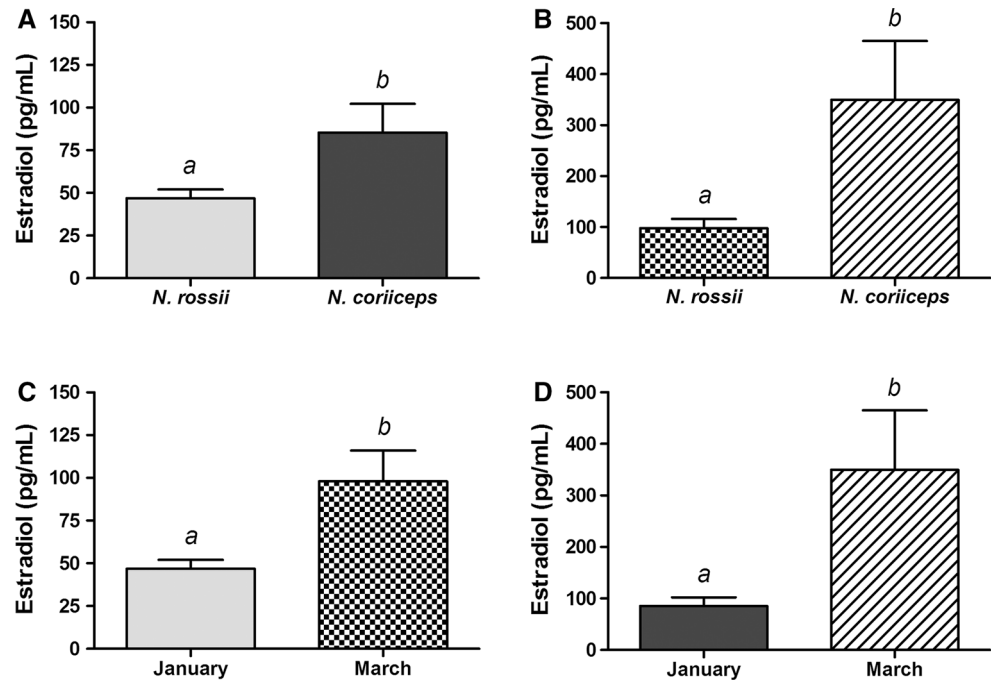 A
Estradiol (pg/mL)
150
125
100
75
50
25
0
a
b
N. rossii
N. coriiceps
B
Estradiol (pg/mL)
500
400
300
200
100
0
a
b
N. rossii
N. coriiceps
C
Estradiol (pg/mL)
150
125
100
75
50
25
0
a
b
January
March
D
Estradiol (pg/mL)
500
400
300
200
100
0
a
b
January
March